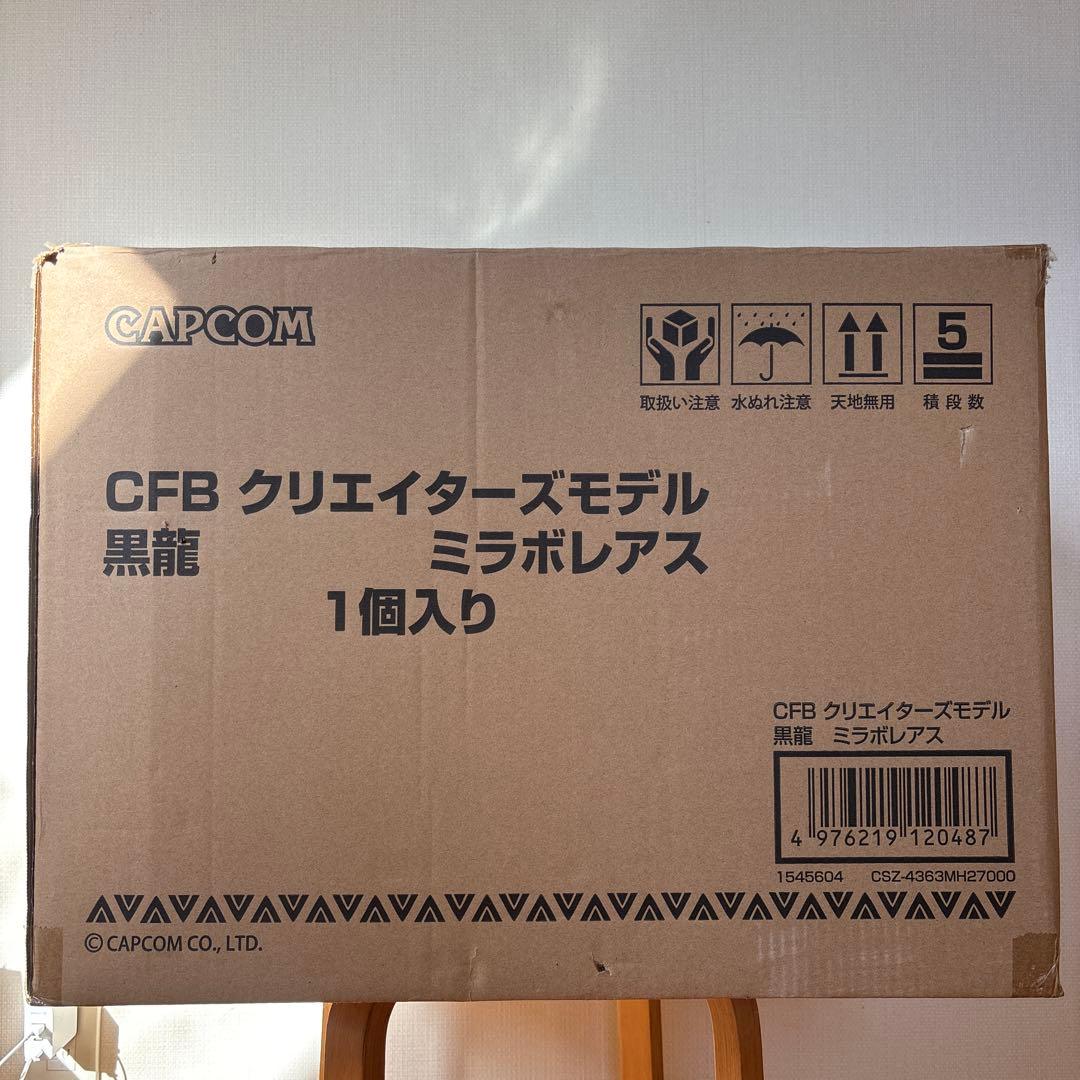 CAPCOM
5
取扱い注意 水ぬれ注意 天地無用 積段数
CFB クリエイターズモデル
黒龍 ミラボレアス
1個入り
CFB クリエイターズモデル
黒龍 ミラボレアス
4 976219 120487
1545604 CSZ-4363MH27000
©CAPCOM CO., LTD.